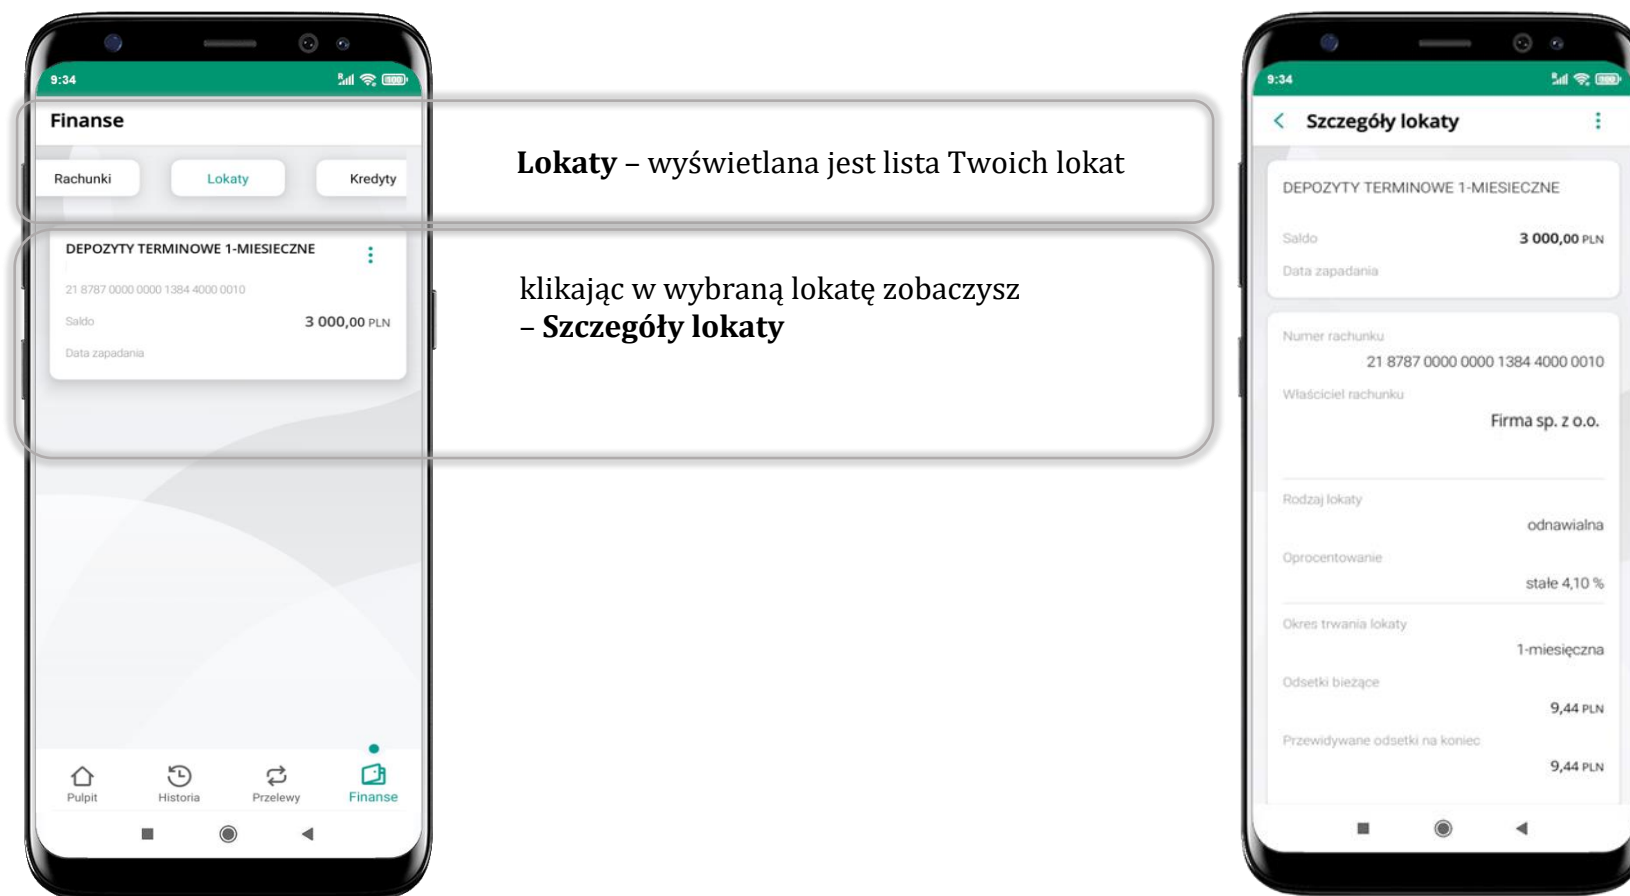 9:34
Finanse
Rachunki Lokaty Kredyty
DEPOZYTY TERMINOWE 1-MIESIECZNE
21 8787 0000 0000 1384 4000 0010
Saldo 3 000,00 PLN
Data zapadania
Pulpit Historia Przelewy Finanse
Lokaty – wyświetlana jest lista Twoich lokat
klikając w wybraną lokatę zobaczysz
– Szczegóły lokaty
9:34
Szczegóły lokaty
DEPOZYTY TERMINOWE 1-MIESIECZNE
Saldo 3 000,00 PLN
Data zapadania
Numer rachunku
21 8787 0000 0000 1384 4000 0010
Właściciel rachunku
Firma sp. z o.o.
Rodzaj lokaty
odnawialna
Oprocentowanie
stałe 4,10 %
Okres trwania lokaty
1-miesięczna
Odsetki bieżące
9,44 PLN
Przewidywane odsetki na koniec
9,44 PLN